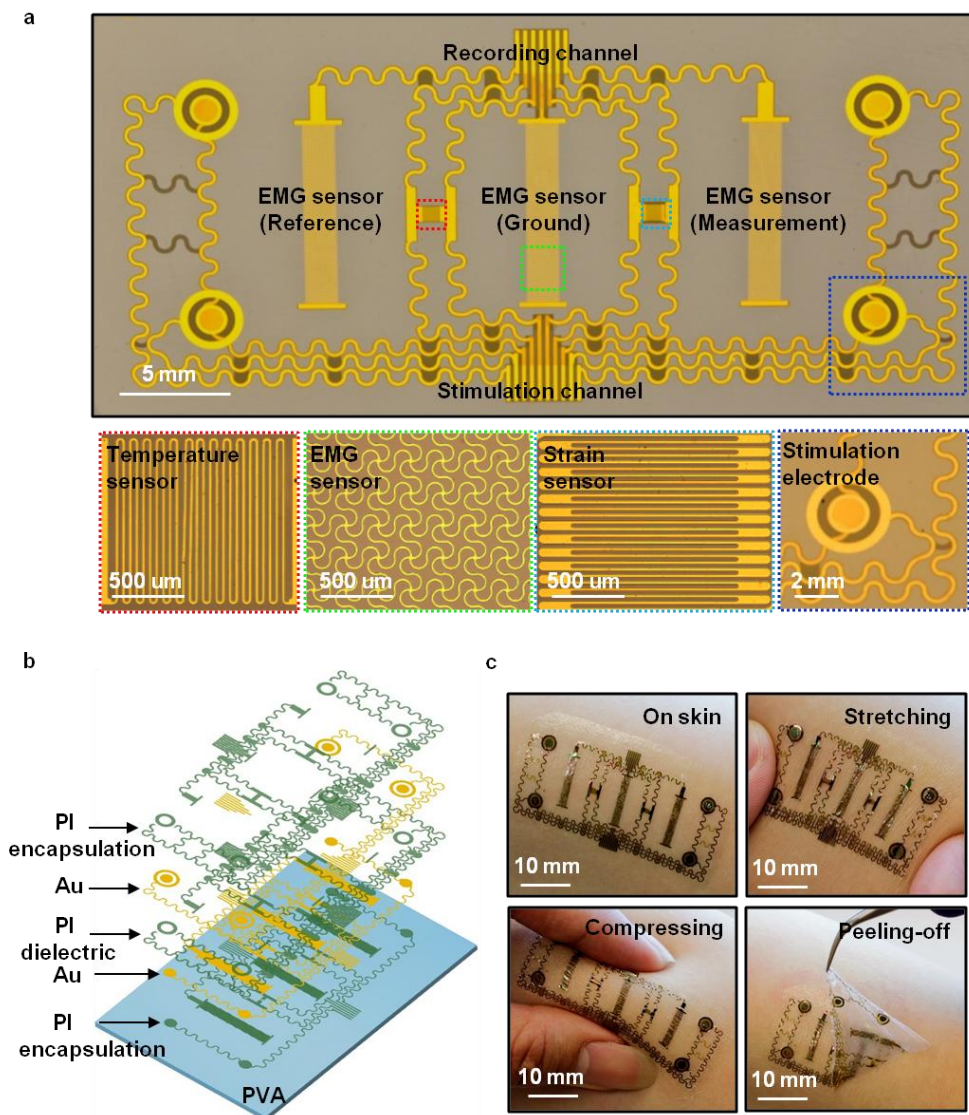 a
Recording channel
EMG sensor
(Reference)
EMG sensor
(Ground)
EMG sensor
(Measurement)
5 mm
Stimulation channel
Temperature
sensor
500 um
EMG
sensor
500 um
Strain
sensor
500 um
Stimulation
electrode
2 mm
b
PI
encapsulation
Au
PI
dielectric
Au
PI
encapsulation
PVA
c
On skin
10 mm
Stretching
10 mm
Compressing
10 mm
Peeling-off
10 mm